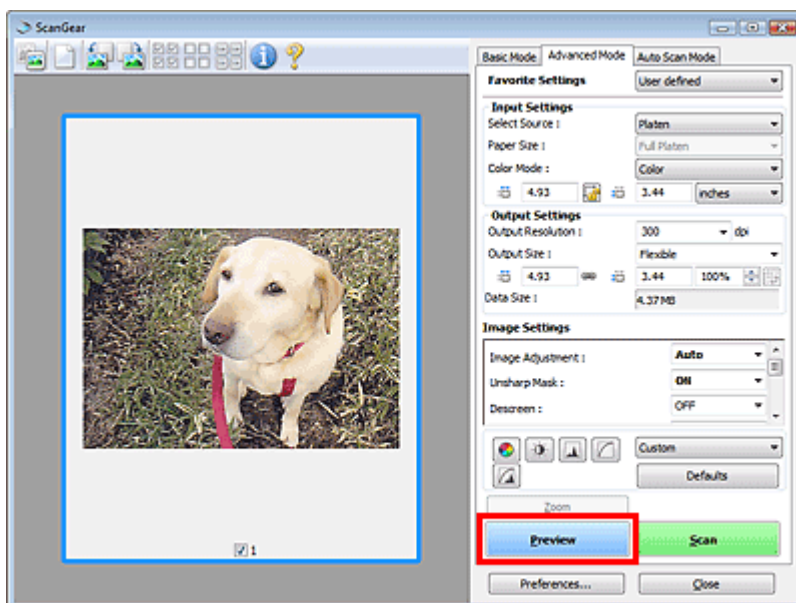 ScanGear
Basic Mode Advanced Mode Auto Scan Mode
Favorite Settings User defined
Input Settings
Select Source : Platen
Paper Size : Full Platen
Color Mode : Color
4.93 3.44 inches
Output Settings
Output Resolution : 300 dpi
Output Size : Flexible
4.93 3.44 100%
Data Size : 4.37 MB
Image Settings
Image Adjustment : Auto
Unsharp Mask : ON
Descreen : OFF
Custom
Defaults
Zoom
Preview Scan
Preferences... Close
1